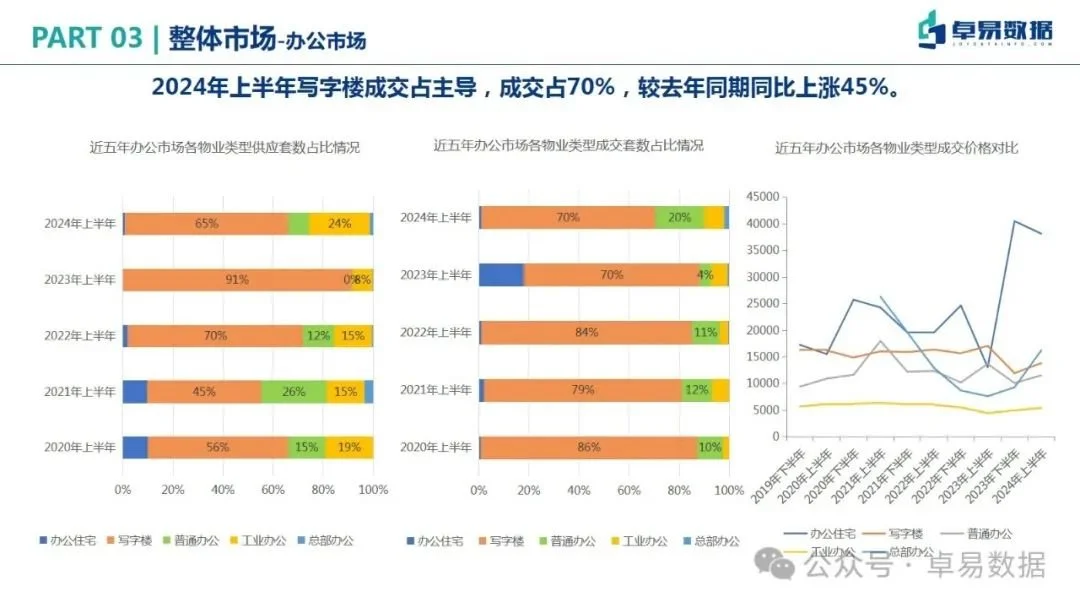 PART 03 | 整体市场-办公市场
卓易数据
JOYDATAINFO.COM
2024年上半年写字楼成交占主导，成交占70%，较去年同期同比上涨45%。
近五年办公市场各物业类型供应套数占比情况
2024年上半年 65% 24%
2023年上半年 91% 0% 8%
2022年上半年 70% 12% 15%
2021年上半年 45% 26% 15%
2020年上半年 56% 15% 19%
0% 20% 40% 60% 80% 100%
办公住宅 写字楼 普通办公 工业办公 总部办公
近五年办公市场各物业类型成交套数占比情况
2024年上半年 70% 20%
2023年上半年 70% 4%
2022年上半年 84% 11%
2021年上半年 79% 12%
2020年上半年 86% 10%
0% 20% 40% 60% 80% 100%
办公住宅 写字楼 普通办公 工业办公 总部办公
近五年办公市场各物业类型成交价格对比
45000
40000
35000
30000
25000
20000
15000
10000
5000
0
2019年下半年 2020年上半年 2020年下半年 2021年上半年 2021年下半年 2022年上半年 2022年下半年 2023年上半年 2023年下半年 2024年上半年
办公住宅 写字楼 普通办公
工业办公 总部办公
公众号 · 卓易数据